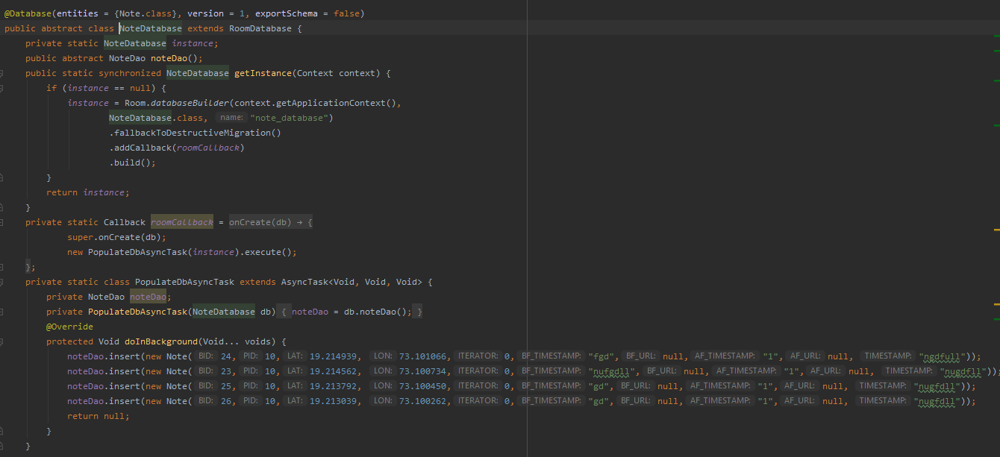 @Database(entities = {Note.class}, version = 1, exportSchema = false)
public abstract class NoteDatabase extends RoomDatabase {
    private static NoteDatabase instance;
    public abstract NoteDao noteDao();
    public static synchronized NoteDatabase getInstance(Context context) {
        if (instance == null) {
            instance = Room.databaseBuilder(context.getApplicationContext(),
                    NoteDatabase.class, name: "note_database")
                    .fallbackToDestructiveMigration()
                    .addCallback(roomCallback)
                    .build();
        }
        return instance;
    }
    private static Callback roomCallback = onCreate(db) → {
            super.onCreate(db);
            new PopulateDbAsyncTask(instance).execute();
    };
    private static class PopulateDbAsyncTask extends AsyncTask<Void, Void, Void> {
        private NoteDao noteDao;
        private PopulateDbAsyncTask(NoteDatabase db) { noteDao = db.noteDao(); }
        @Override
        protected Void doInBackground(Void... voids) {
            noteDao.insert(new Note( BID: 24, PID: 10, LAT: 19.214939, LON: 73.101066, ITERATOR: 0, BF_TIMESTAMP: "fgd", BF_URL: null, AF_TIMESTAMP: "1", AF_URL: null, TIMESTAMP: "ngdfull"));
            noteDao.insert(new Note( BID: 23, PID: 10, LAT: 19.214562, LON: 73.100734, ITERATOR: 0, BF_TIMESTAMP: "nufgdll", BF_URL: null, AF_TIMESTAMP: "1", AF_URL: null, TIMESTAMP: "nugdfll"));
            noteDao.insert(new Note( BID: 25, PID: 10, LAT: 19.213792, LON: 73.100450, ITERATOR: 0, BF_TIMESTAMP: "gd", BF_URL: null, AF_TIMESTAMP: "1", AF_URL: null, TIMESTAMP: "nugfdll"));
            noteDao.insert(new Note( BID: 26, PID: 10, LAT: 19.213039, LON: 73.100262, ITERATOR: 0, BF_TIMESTAMP: "gd", BF_URL: null, AF_TIMESTAMP: "1", AF_URL: null, TIMESTAMP: "nugfdll"));
            return null;
        }
    }